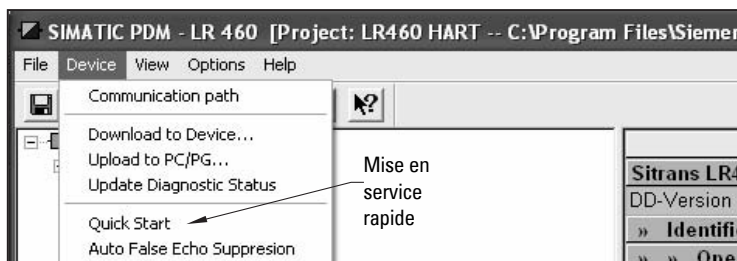 SIMATIC PDM - LR 460 [Project: LR460 HART -- C:\Program Files\Siemen
File Device View Options Help
Communication path
Download to Device...
Upload to PC/PG...
Update Diagnostic Status
Quick Start
Auto False Echo Suppresion
Mise en
service
rapide
Sitrans LR4
DD-Version
» Identifi
» » Ope